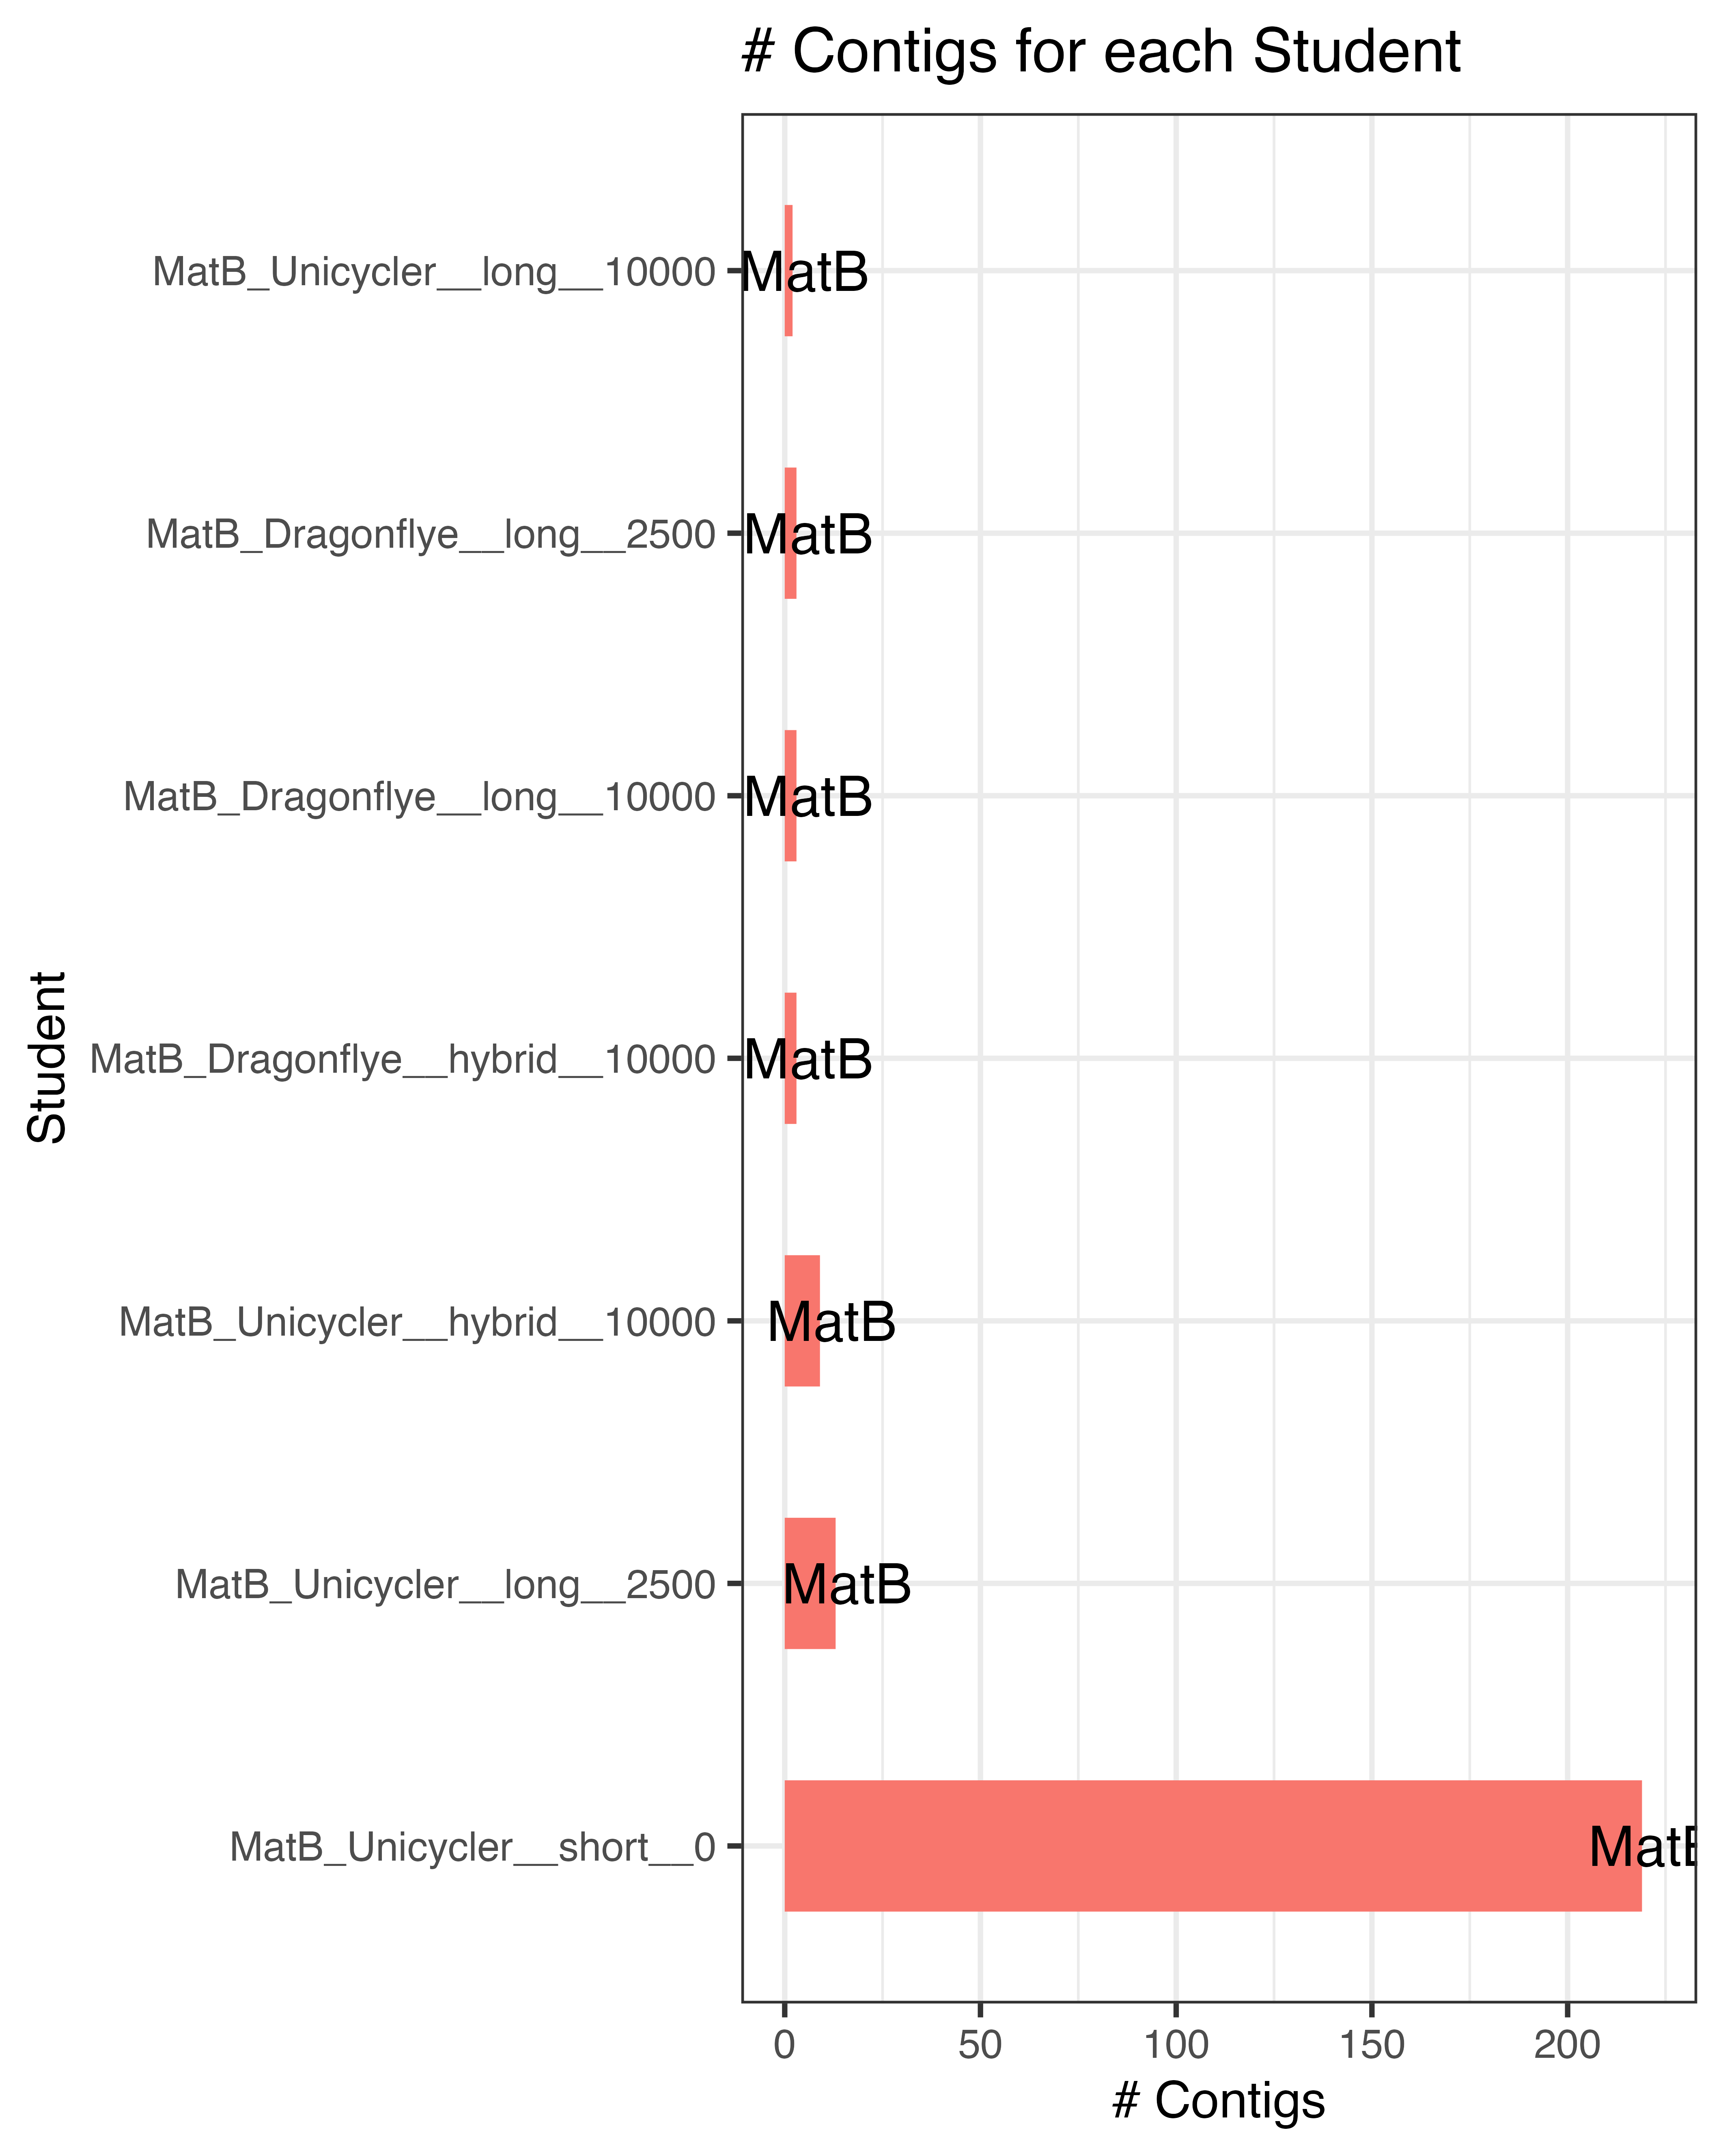 # Contigs for each Student
MatB_Unicycler__long__10000
MatB
MatB_Dragonflye__long__2500
MatB
MatB_Dragonflye__long__10000
MatB
Student
MatB_Dragonflye__hybrid__10000
MatB
MatB_Unicycler__hybrid__10000
MatB
MatB_Unicycler__long__2500
MatB
MatB_Unicycler__short__0
MatB
0 50 100 150 200
# Contigs